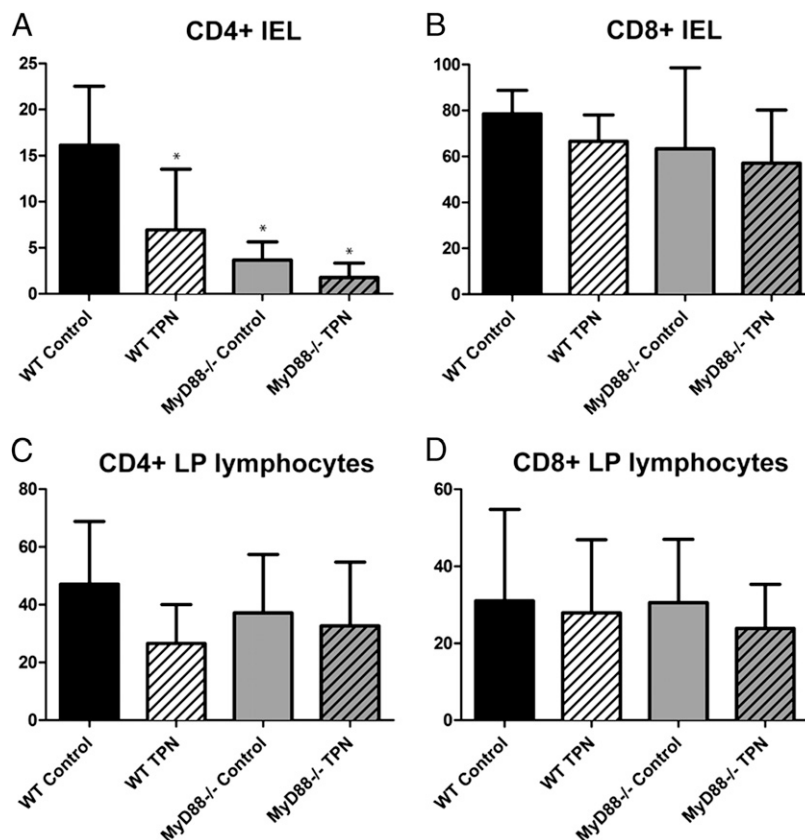 A
CD4+ IEL
25
20
15
10
5
0
*
*
*
WT Control
WT TPN
MyD88-/- Control
MyD88-/- TPN
B
CD8+ IEL
100
80
60
40
20
0
WT Control
WT TPN
MyD88-/- Control
MyD88-/- TPN
C
CD4+ LP lymphocytes
80
60
40
20
0
WT Control
WT TPN
MyD88-/- Control
MyD88-/- TPN
D
CD8+ LP lymphocytes
60
40
20
0
WT Control
WT TPN
MyD88-/- Control
MyD88-/- TPN